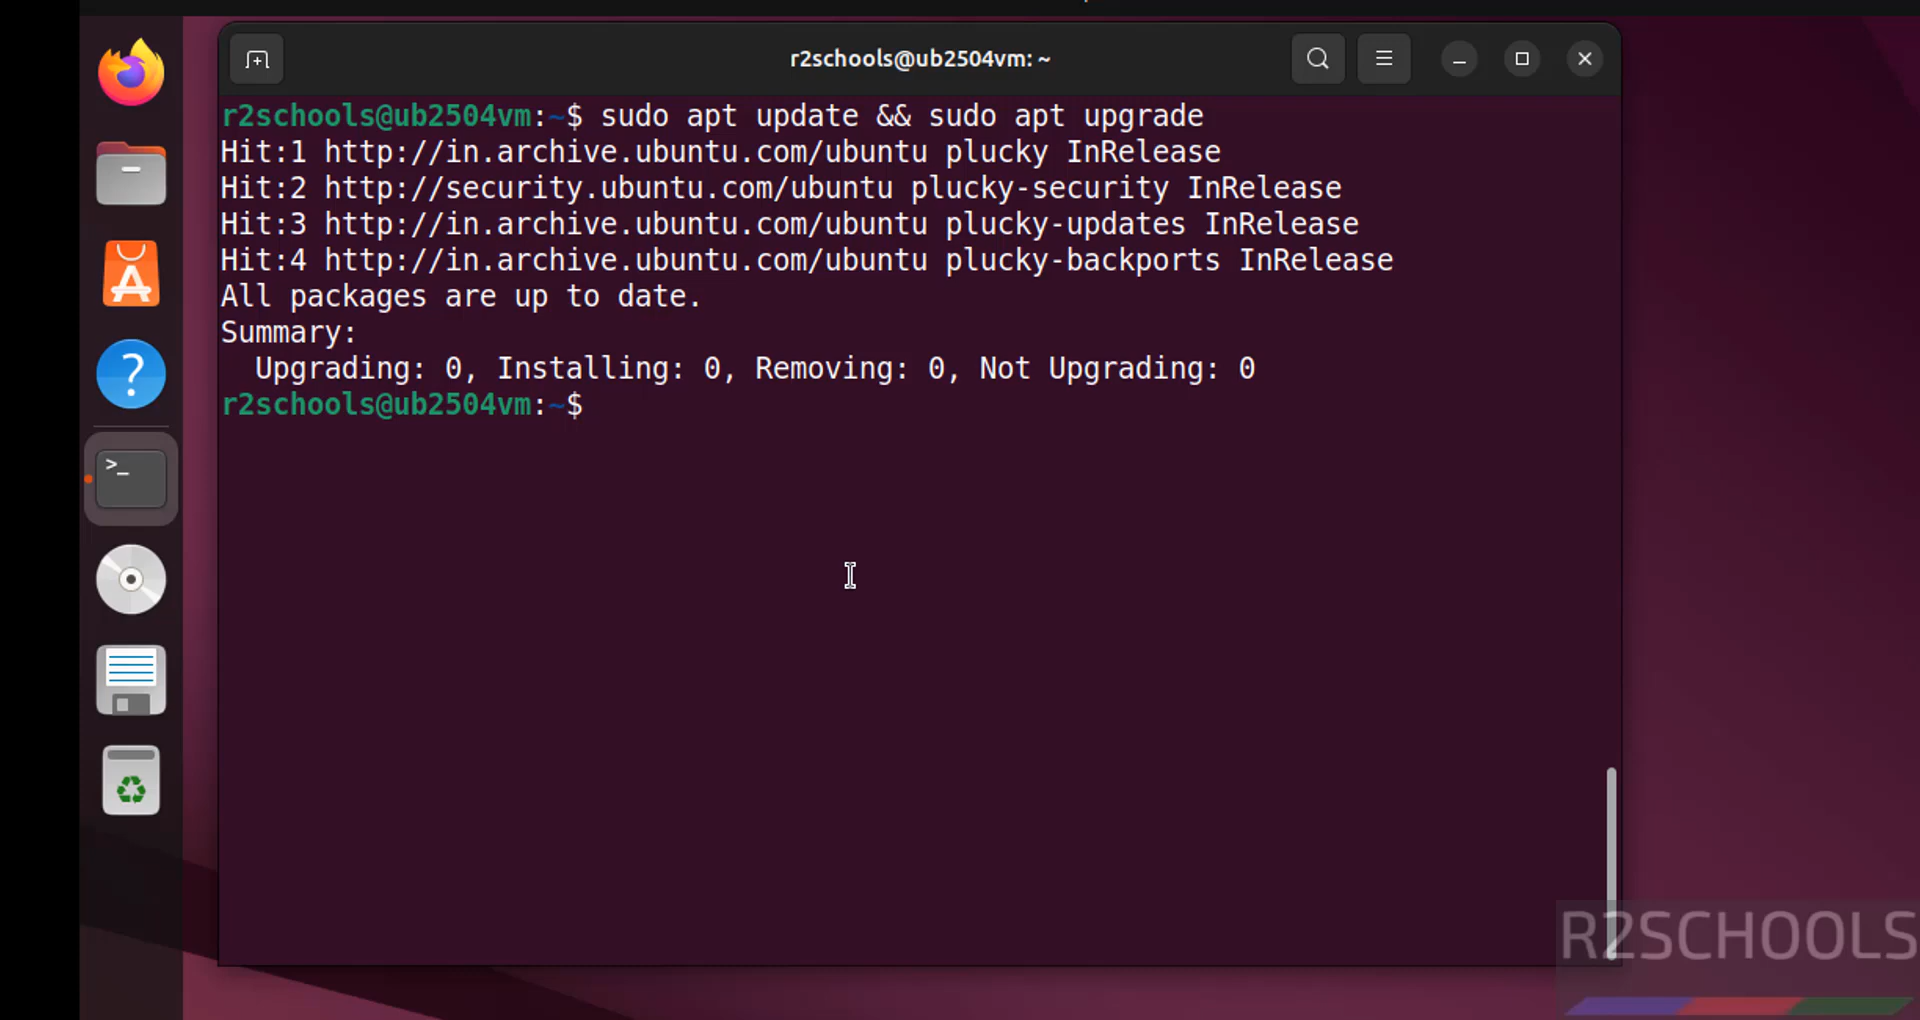 r2schools@ub2504vm: ~
r2schools@ub2504vm:~$ sudo apt update && sudo apt upgrade
Hit:1 http://in.archive.ubuntu.com/ubuntu plucky InRelease
Hit:2 http://security.ubuntu.com/ubuntu plucky-security InRelease
Hit:3 http://in.archive.ubuntu.com/ubuntu plucky-updates InRelease
Hit:4 http://in.archive.ubuntu.com/ubuntu plucky-backports InRelease
All packages are up to date.
Summary:
  Upgrading: 0, Installing: 0, Removing: 0, Not Upgrading: 0
r2schools@ub2504vm:~$
R2SCHOOLS